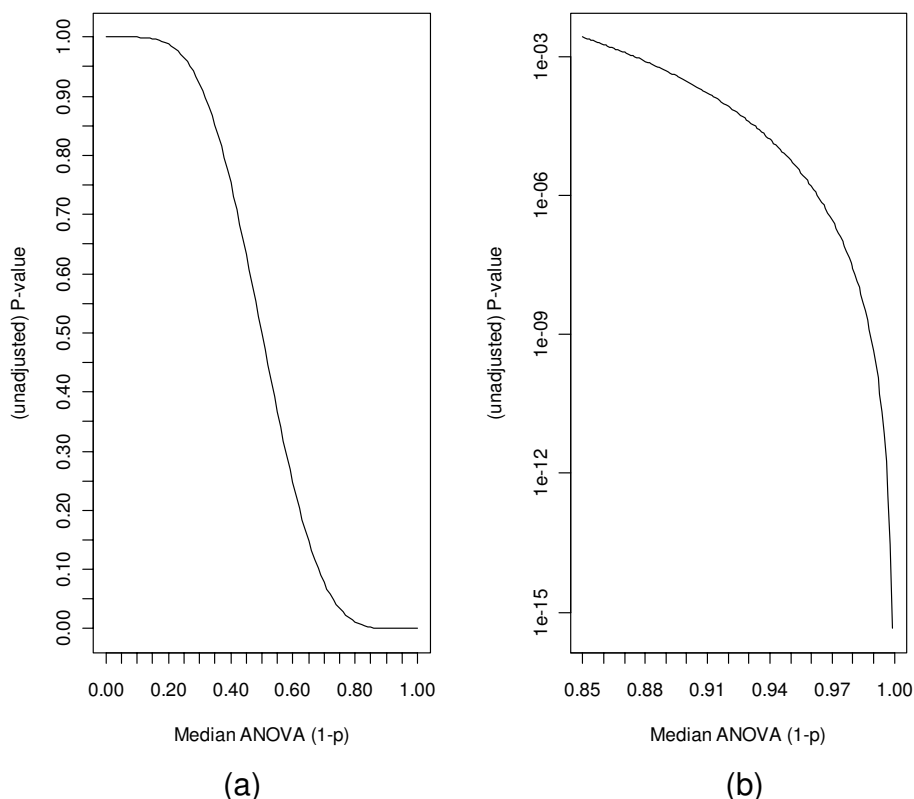 (unadjusted) P-value
1.00
0.90
0.80
0.70
0.60
0.50
0.40
0.30
0.20
0.10
0.00
0.00 0.40 0.60 0.80 1.00
Median ANOVA (1-p)
(a)
(unadjusted) P-value
1e-03
1e-06
1e-09
1e-12
1e-15
0.85 0.88 0.91 0.94 0.97 1.00
Median ANOVA (1-p)
(b)